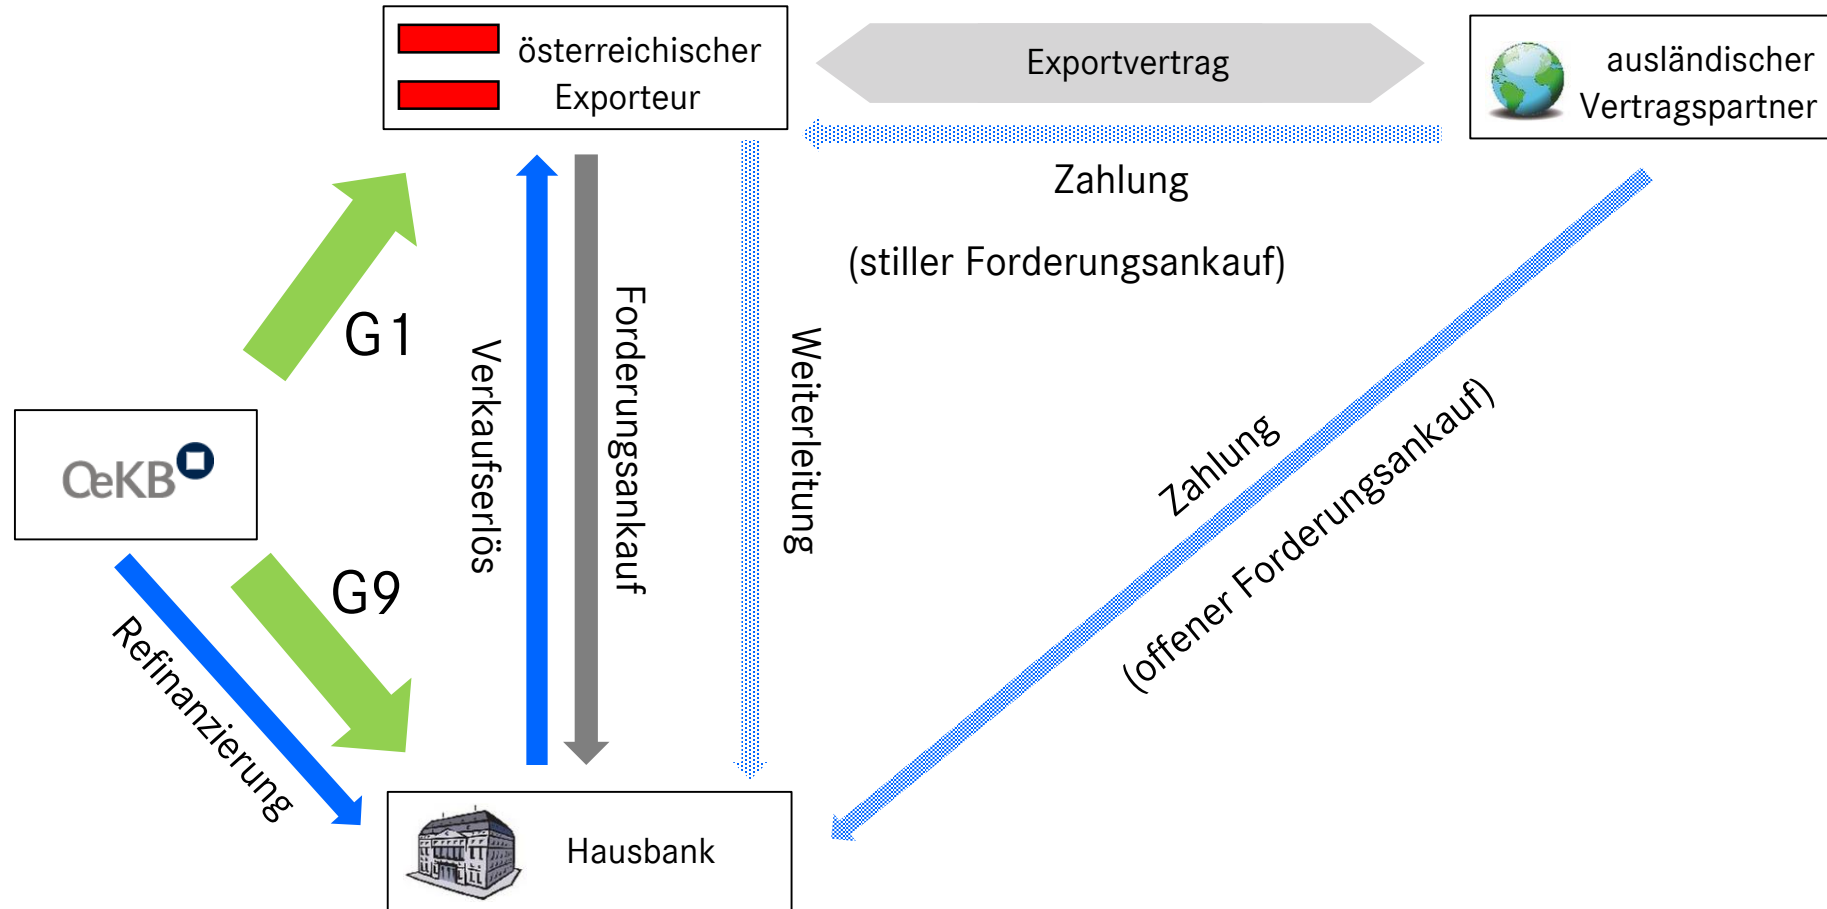 österreichischer
Exporteur
Exportvertrag
ausländischer
Vertragspartner
Zahlung
(stiller Forderungsankauf)
G1
Verkaufserlös
Forderungsankauf
Weiterleitung
Zahlung
(offener Forderungsankauf)
OeKB
G9
Refinanzierung
Hausbank